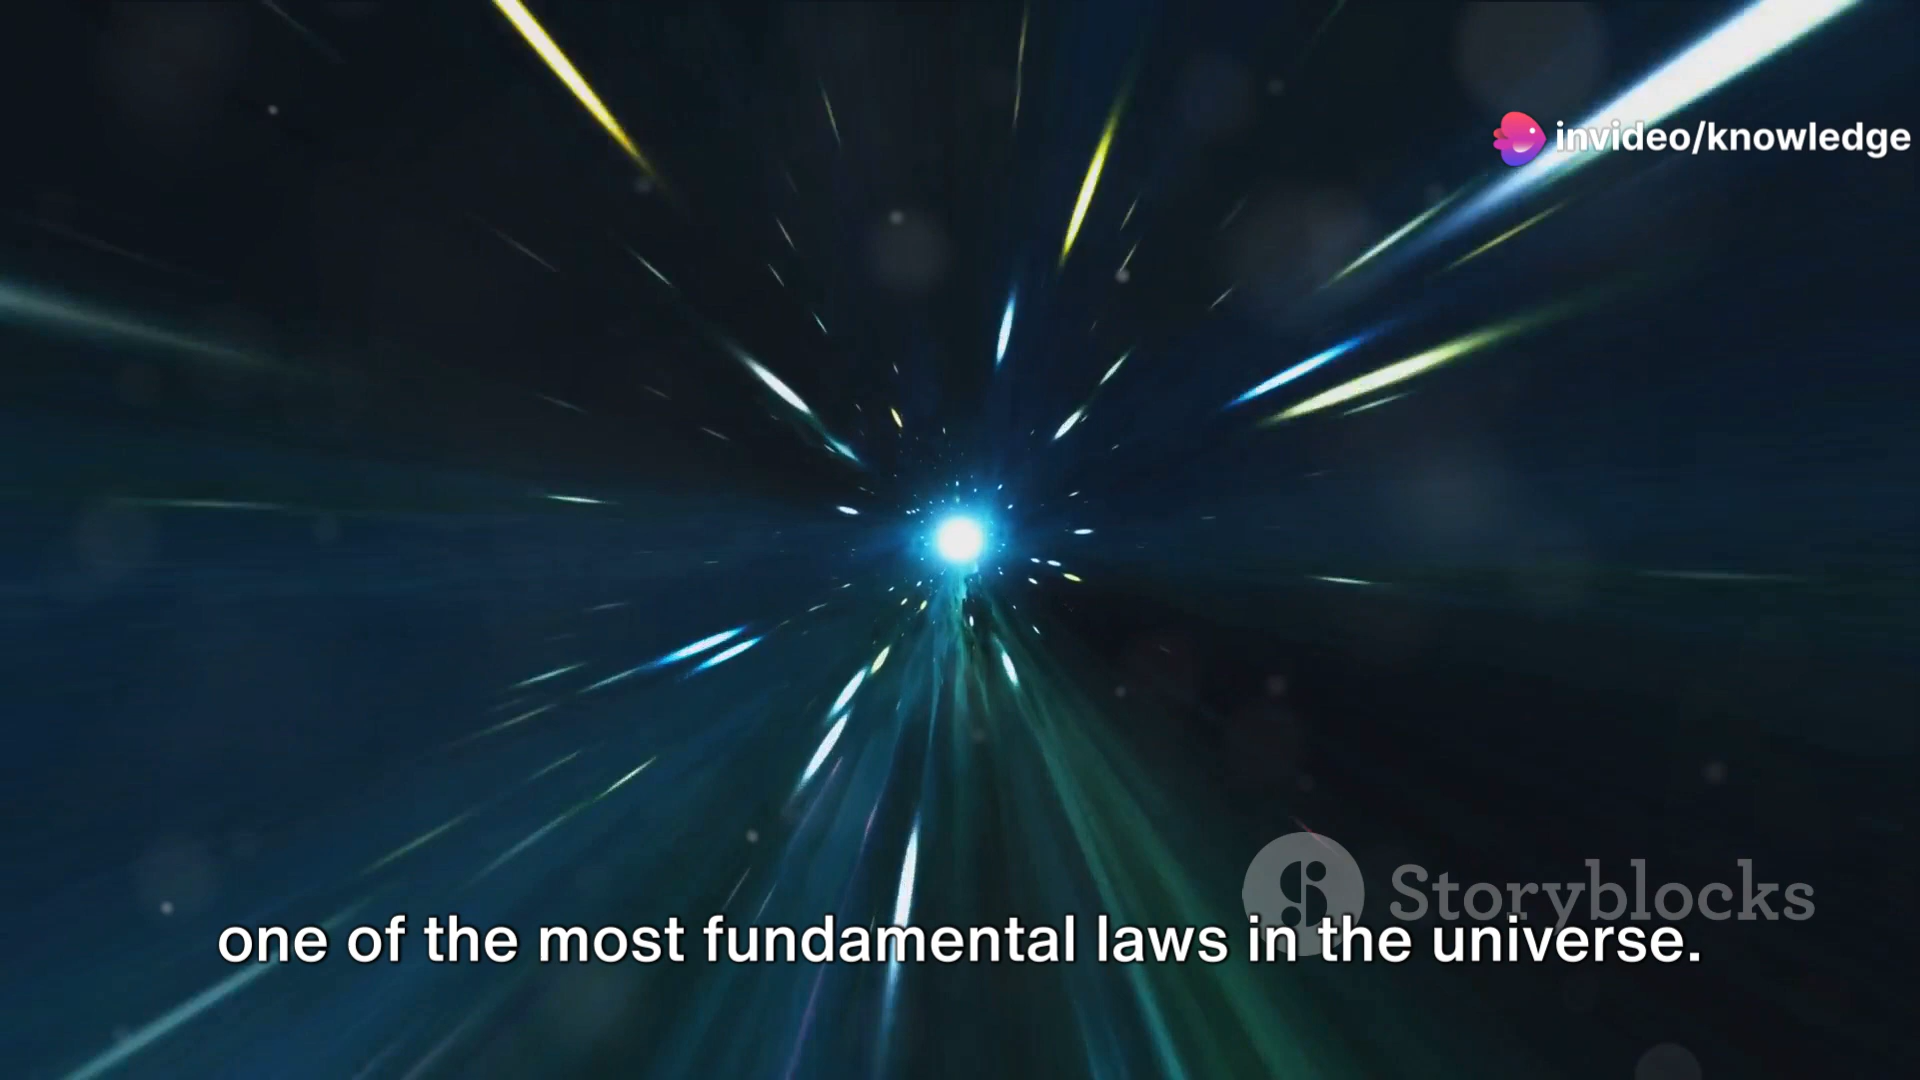 invideo/knowledge
Storyblocks
one of the most fundamental laws in the universe.